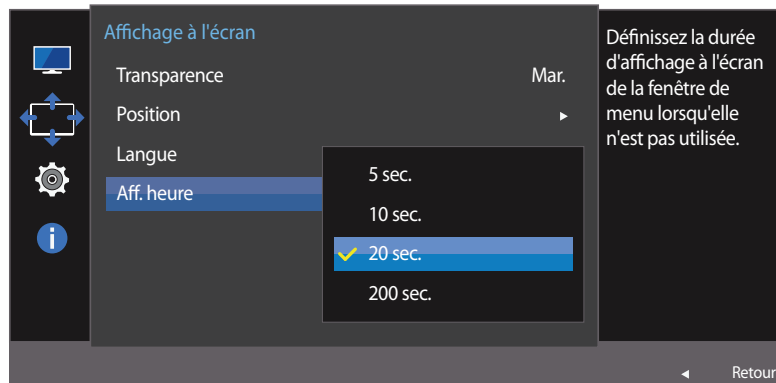 Affichage à l'écran
Transparence Mar.
Position ▸
Langue
Aff. heure
5 sec.
10 sec.
20 sec.
200 sec.
Définissez la durée
d'affichage à l'écran
de la fenêtre de
menu lorsqu'elle
n'est pas utilisée.
◂ Retour